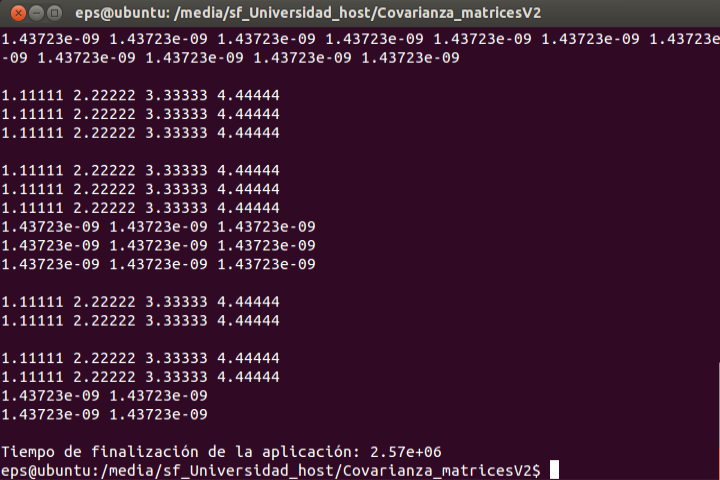 eps@ubuntu: /media/sf_Universidad_host/Covarianza_matricesV2
1.43723e-09 1.43723e-09 1.43723e-09 1.43723e-09 1.43723e-09 1.43723e-09 1.43723e
-09 1.43723e-09 1.43723e-09 1.43723e-09 1.43723e-09
1.11111 2.22222 3.33333 4.44444
1.11111 2.22222 3.33333 4.44444
1.11111 2.22222 3.33333 4.44444
1.11111 2.22222 3.33333 4.44444
1.11111 2.22222 3.33333 4.44444
1.11111 2.22222 3.33333 4.44444
1.43723e-09 1.43723e-09 1.43723e-09
1.43723e-09 1.43723e-09 1.43723e-09
1.43723e-09 1.43723e-09 1.43723e-09
1.11111 2.22222 3.33333 4.44444
1.11111 2.22222 3.33333 4.44444
1.11111 2.22222 3.33333 4.44444
1.11111 2.22222 3.33333 4.44444
1.43723e-09 1.43723e-09
1.43723e-09 1.43723e-09
Tiempo de finalización de la aplicación: 2.57e+06
eps@ubuntu:/media/sf_Universidad_host/Covarianza_matricesV2$